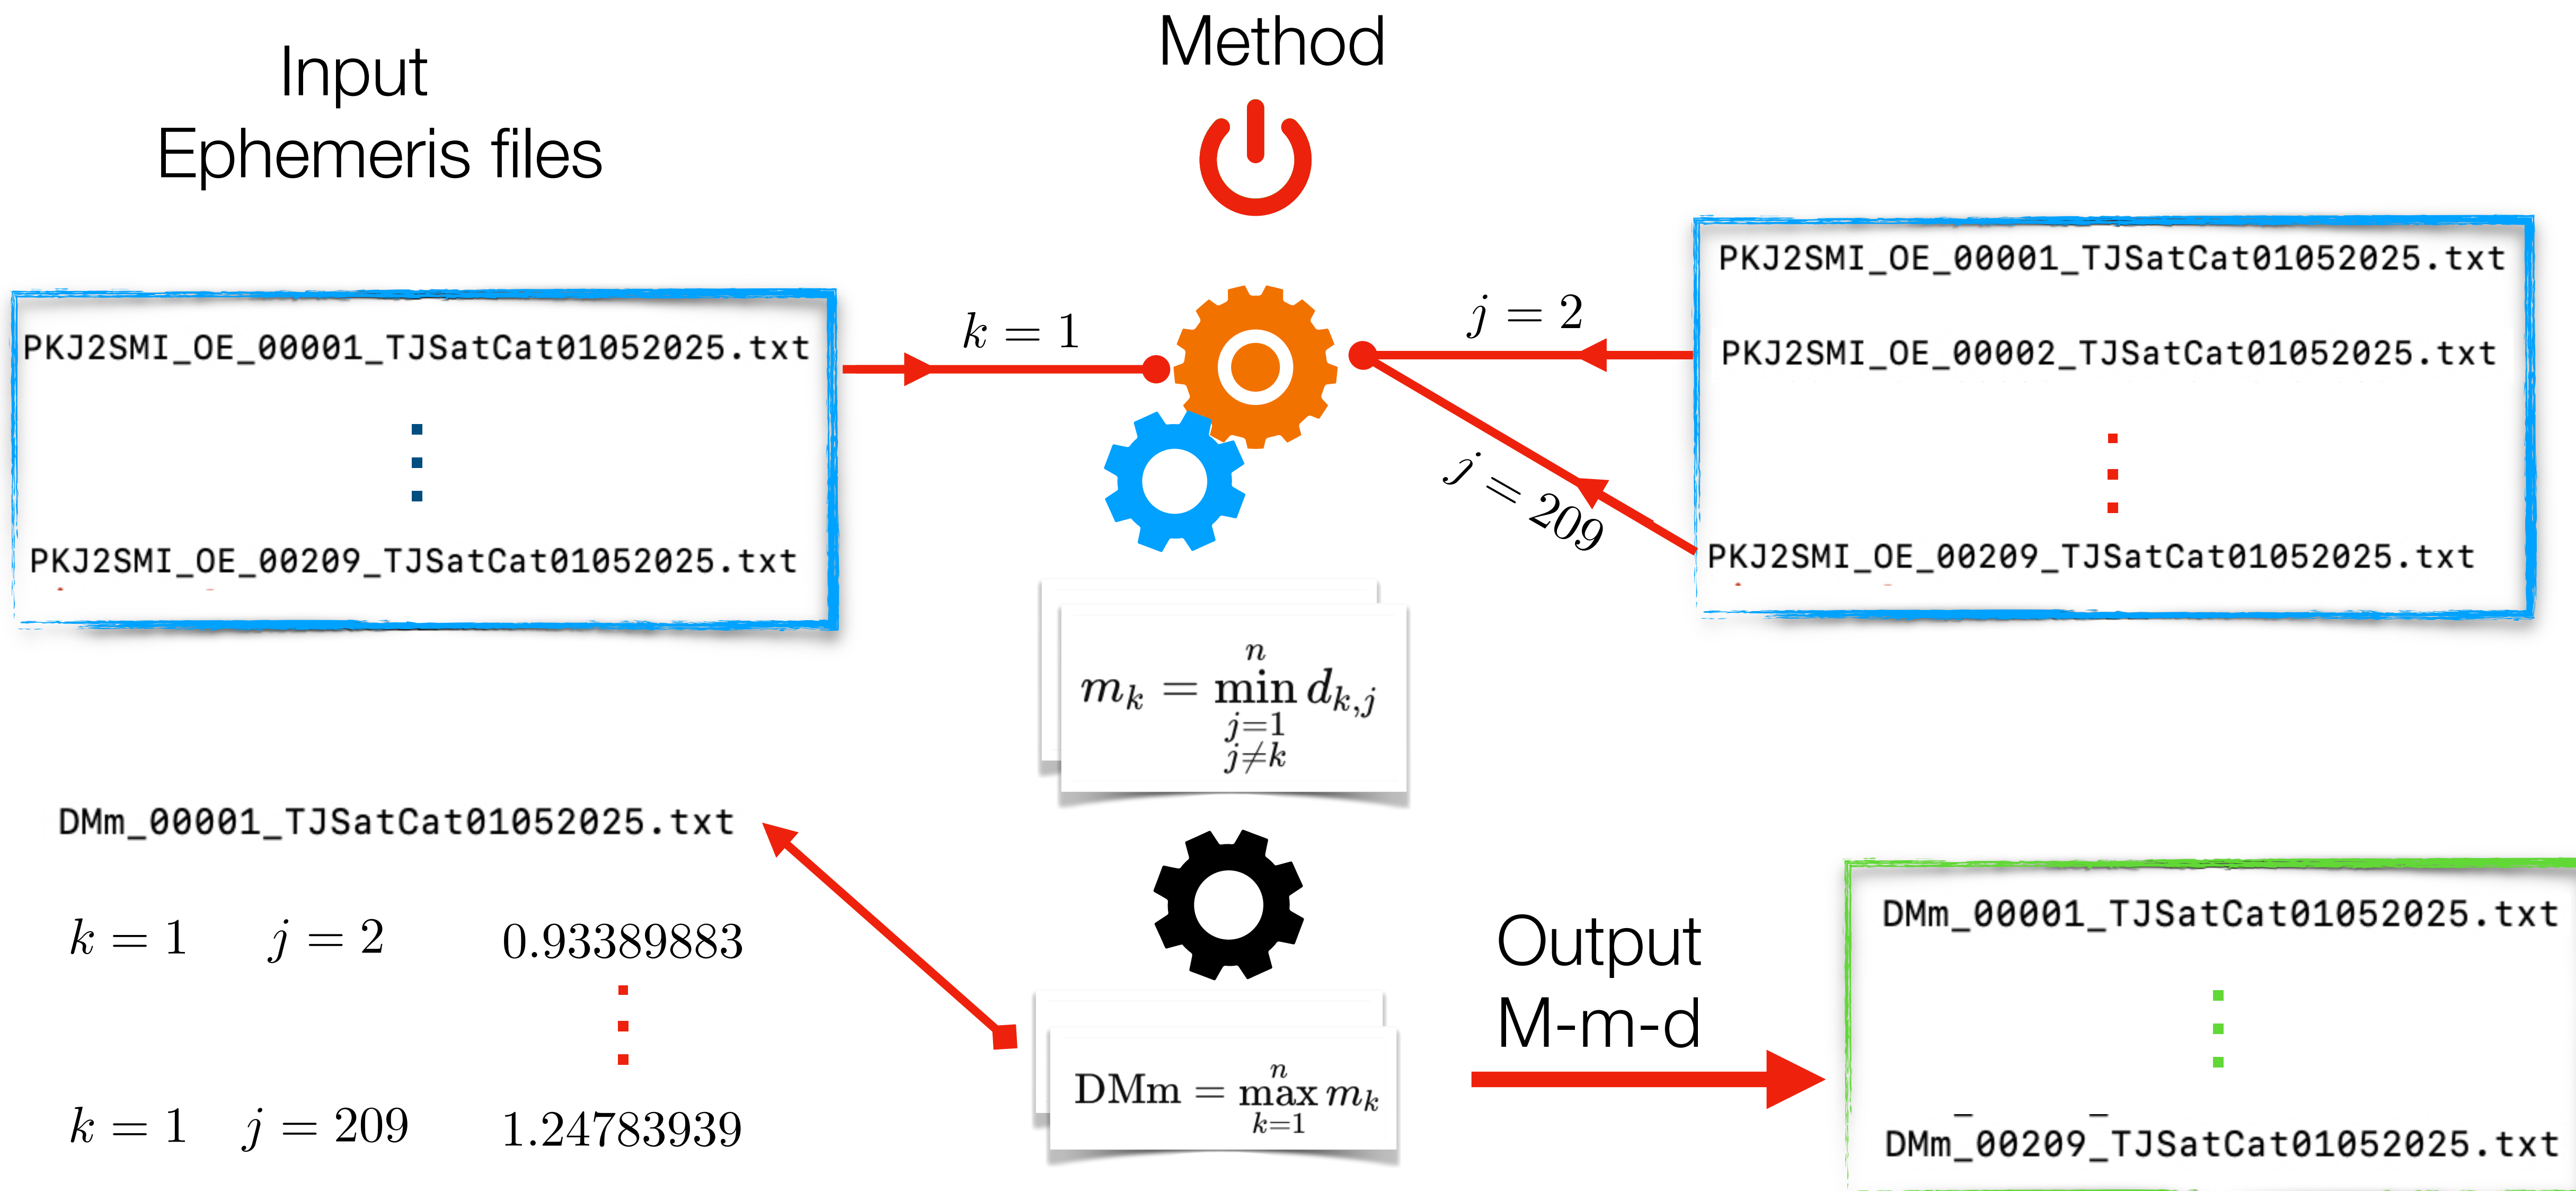 Input
Ephemeris files
Method
PKJ2SMI_OE_00001_TJSatCat01052025.txt
PKJ2SMI_OE_00209_TJSatCat01052025.txt
k = 1
j = 2
j = 209
PKJ2SMI_OE_00001_TJSatCat01052025.txt
PKJ2SMI_OE_00002_TJSatCat01052025.txt
PKJ2SMI_OE_00209_TJSatCat01052025.txt
n
m_k = min d_{k,j}
j=1
j≠k
DMm_00001_TJSatCat01052025.txt
k = 1 j = 2 0.93389883
k = 1 j = 209 1.24783939
n
DMm = max m_k
k=1
Output
M-m-d
DMm_00001_TJSatCat01052025.txt
DMm_00209_TJSatCat01052025.txt